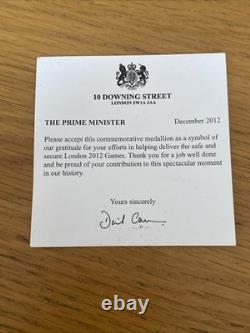 10 DOWNING STREET
LONDON SW1A 2AA
THE PRIME MINISTER December 2012
Please accept this commemorative medallion as a symbol of
our gratitude for your efforts in helping deliver the safe and
secure London 2012 Games. Thank you for a job well done
and be proud of your contribution to this spectacular moment
in our history.
Yours sincerely
ebay